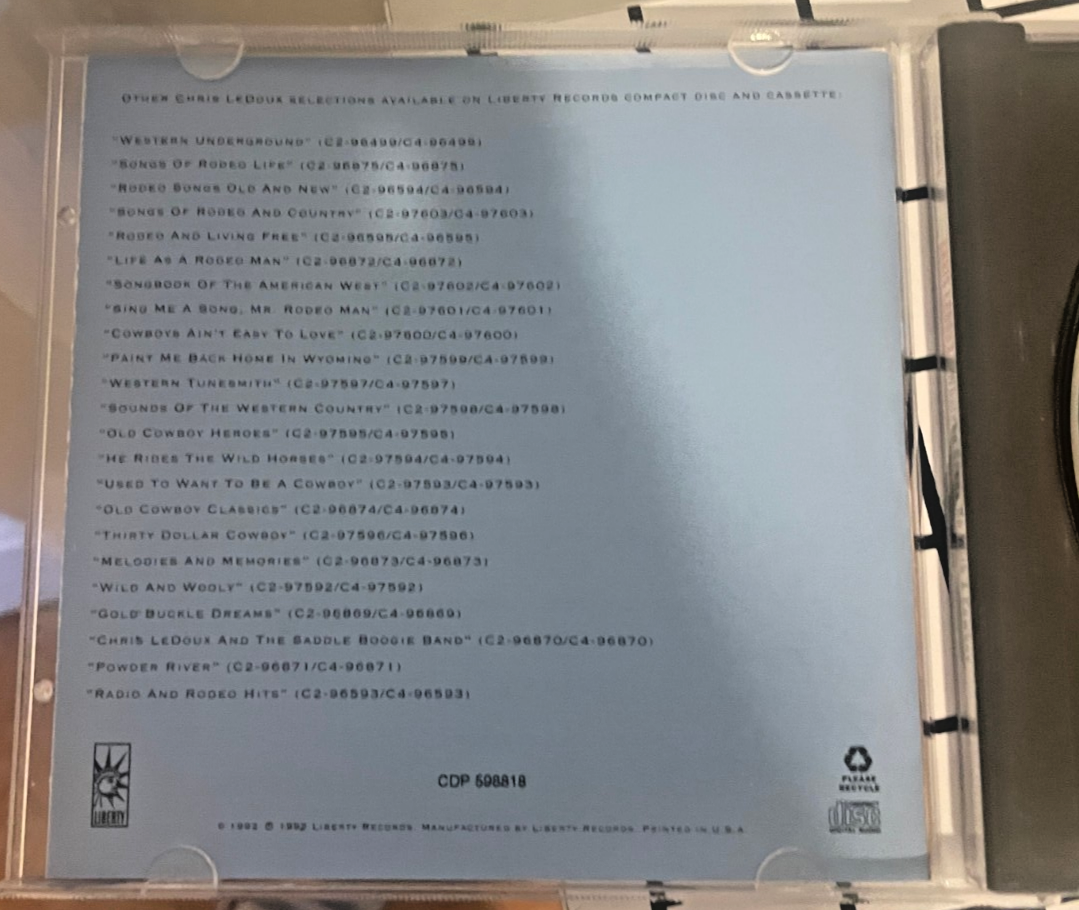 OTHER CHRIS LEDOUX SELECTIONS AVAILABLE ON LIBERTY RECORDS COMPACT DISC AND CASSETTE:
"WESTERN UNDERGROUND" (C2-96499/C4-96499)
"SONGS OF RODEO LIFE" (C2-96875/C4-96875)
"RODEO SONGS OLD AND NEW" (C2-96594/C4-96594)
"SONGS OF RODEO AND COUNTRY" (C2-97603/C4-97603)
"RODEO AND LIVING FREE" (C2-96595/C4-96595)
"LIFE AS A RODEO MAN" (C2-96872/C4-96872)
"SONGBOOK OF THE AMERICAN WEST" (C2-97602/C4-97602)
"SING ME A SONG, MR. RODEO MAN" (C2-97601/C4-97601)
"COWBOYS AIN'T EASY TO LOVE" (C2-97600/C4-97600)
"PAINT ME BACK HOME IN WYOMING" (C2-97599/C4-97599)
"WESTERN TUNESMITH" (C2-97597/C4-97597)
"SOUNDS OF THE WESTERN COUNTRY" (C2-97598/C4-97598)
"OLD COWBOY HEROES" (C2-97595/C4-97595)
"HE RIDES THE WILD HORSES" (C2-97594/C4-97594)
"USED TO WANT TO BE A COWBOY" (C2-97593/C4-97593)
"OLD COWBOY CLASSICS" (C2-96874/C4-96874)
"THIRTY DOLLAR COWBOY" (C2-97596/C4-97596)
"MELODIES AND MEMORIES" (C2-96873/C4-96873)
"WILD AND WOOLY" (C2-97592/C4-97592)
"GOLD BUCKLE DREAMS" (C2-96869/C4-96869)
"CHRIS LEDOUX AND THE SADDLE BOOGIE BAND" (C2-96870/C4-96870)
"POWDER RIVER" (C2-96871/C4-96871)
"RADIO AND RODEO HITS" (C2-96593/C4-96593)
LIBERTY
CDP 598818
PLEASE
RECYCLE
COMPACT
disc
DIGITAL AUDIO
© 1992 ℗ 1992 LIBERTY RECORDS. MANUFACTURED BY LIBERTY RECORDS. PRINTED IN U.S.A.